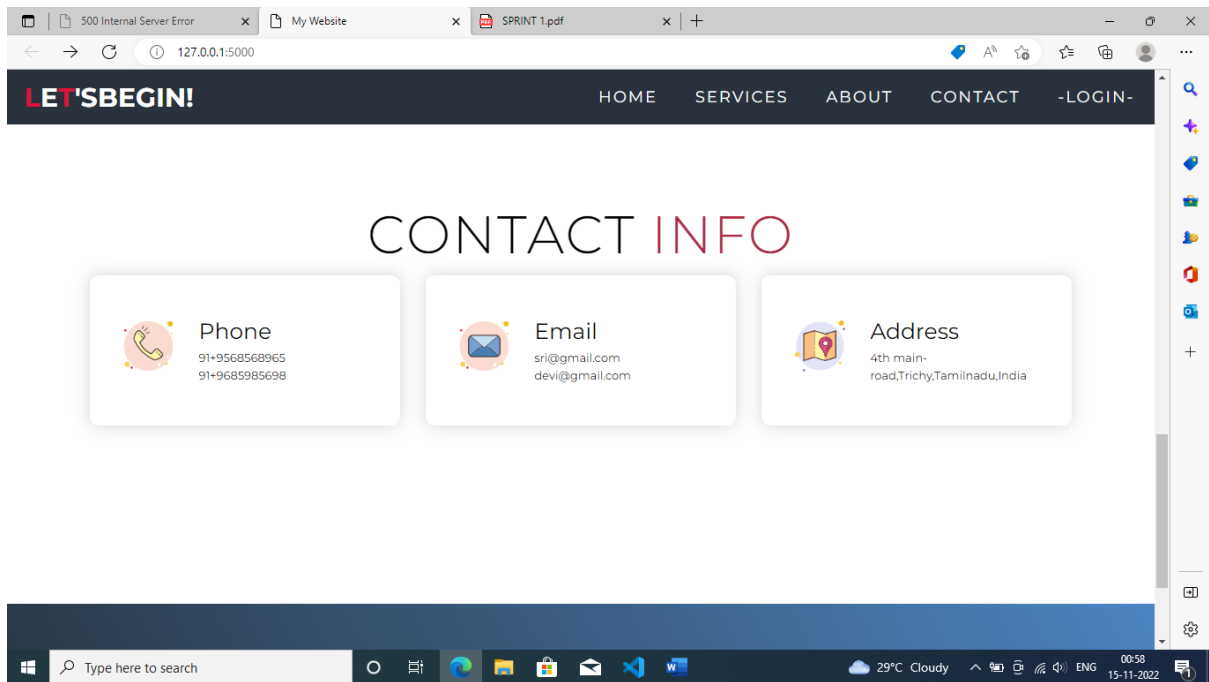 500 Internal Server Error
My Website
SPRINT 1.pdf
127.0.0.1:5000
LET'SBEGIN!
HOME
SERVICES
ABOUT
CONTACT
-LOGIN-
CONTACT INFO
Phone
91+9568568965
91+9685985698
Email
sri@gmail.com
devi@gmail.com
Address
4th main-
road,Trichy,Tamilnadu,India
Type here to search
29°C Cloudy
ENG
00:58
15-11-2022
1